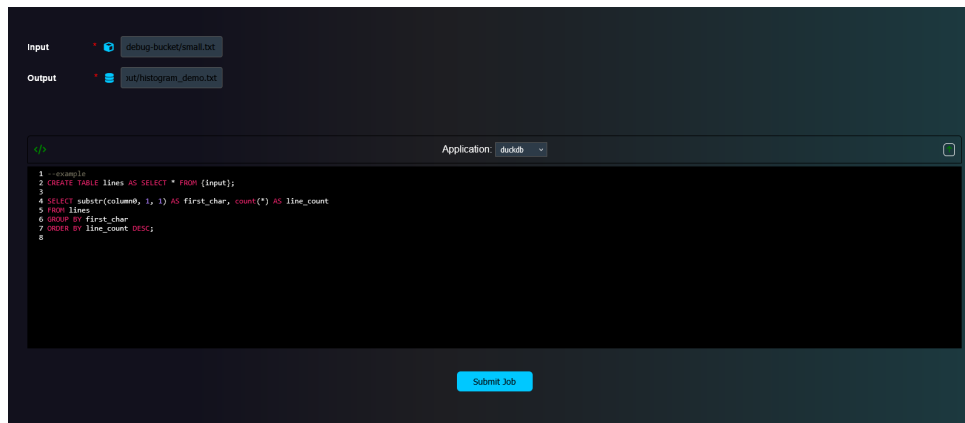 Input * debug-bucket/small.txt
Output * out/histogram_demo.txt
</> Application: duckdb
1 --example
2 CREATE TABLE lines AS SELECT * FROM {input};
3
4 SELECT substr(column0, 1, 1) AS first_char, count(*) AS line_count
5 FROM lines
6 GROUP BY first_char
7 ORDER BY line_count DESC;
8
Submit Job